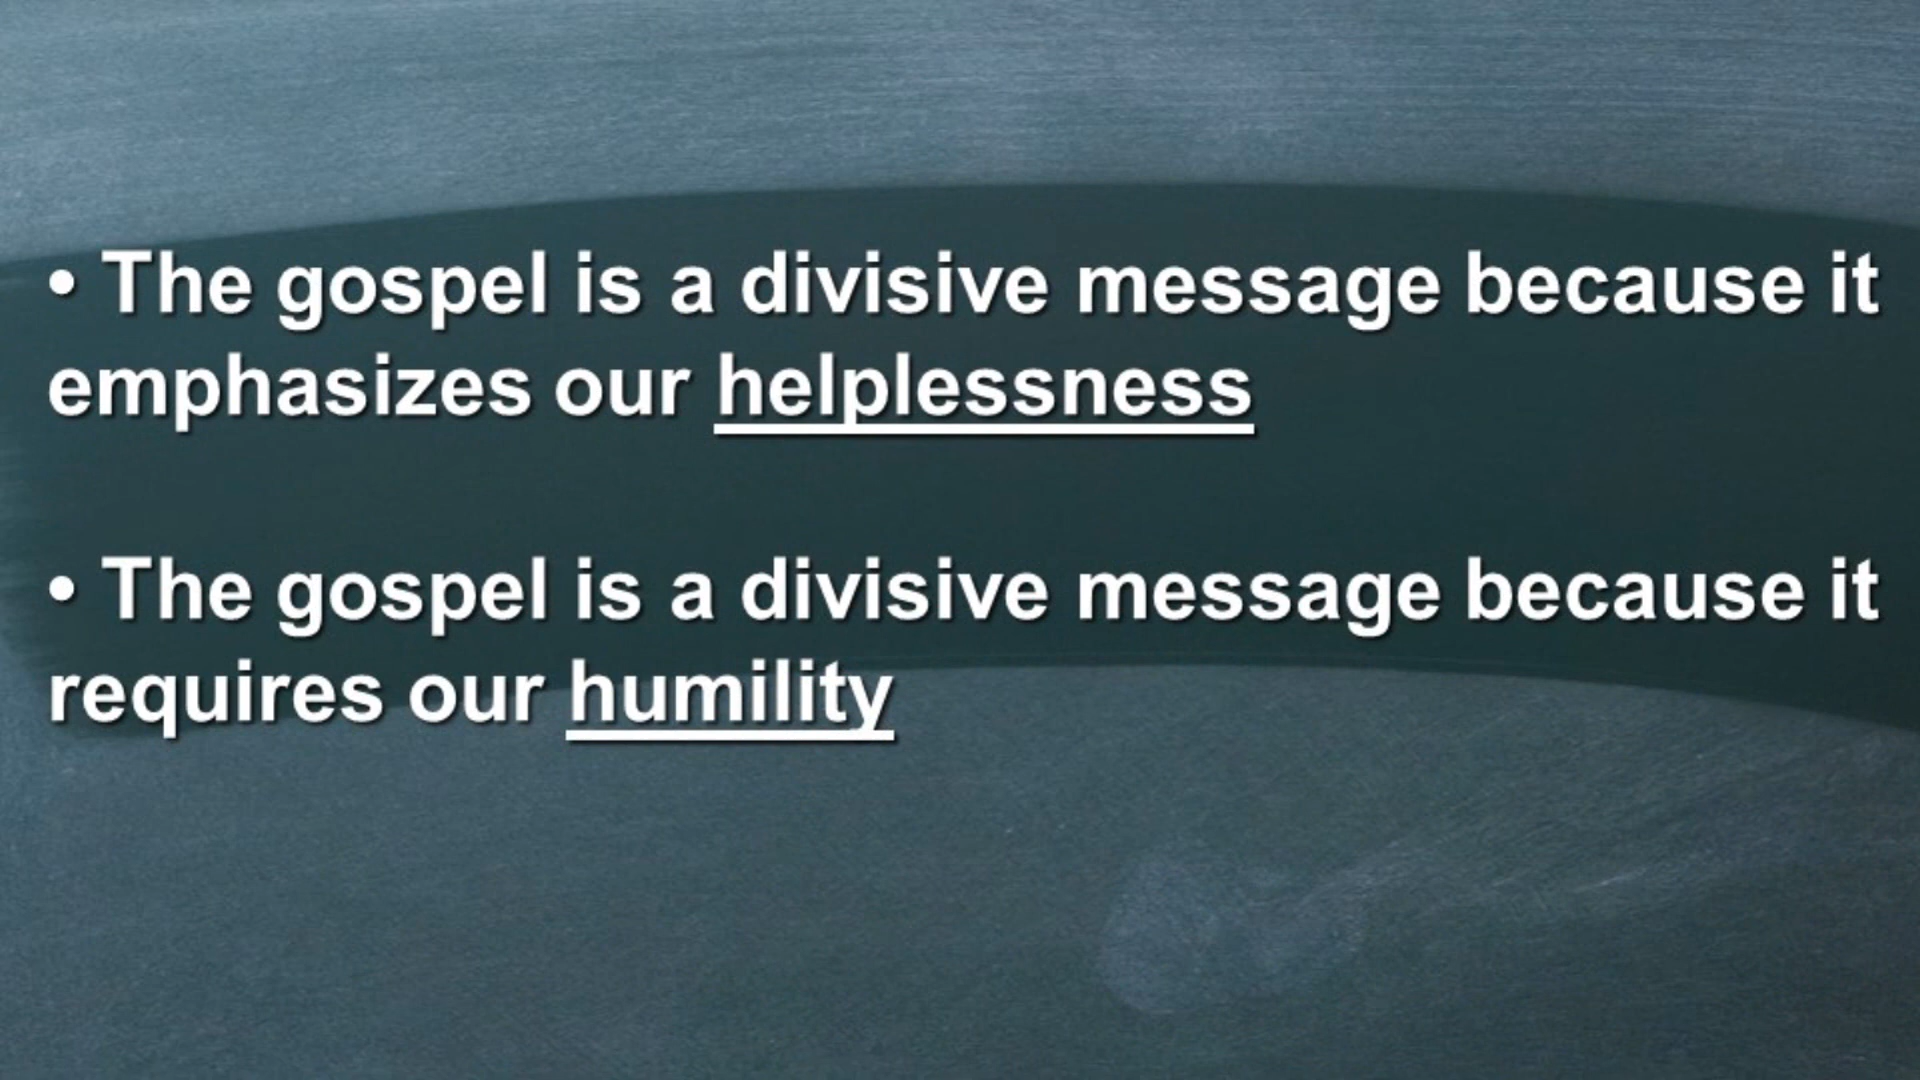 • The gospel is a divisive message because it
emphasizes our helplessness
• The gospel is a divisive message because it
requires our humility